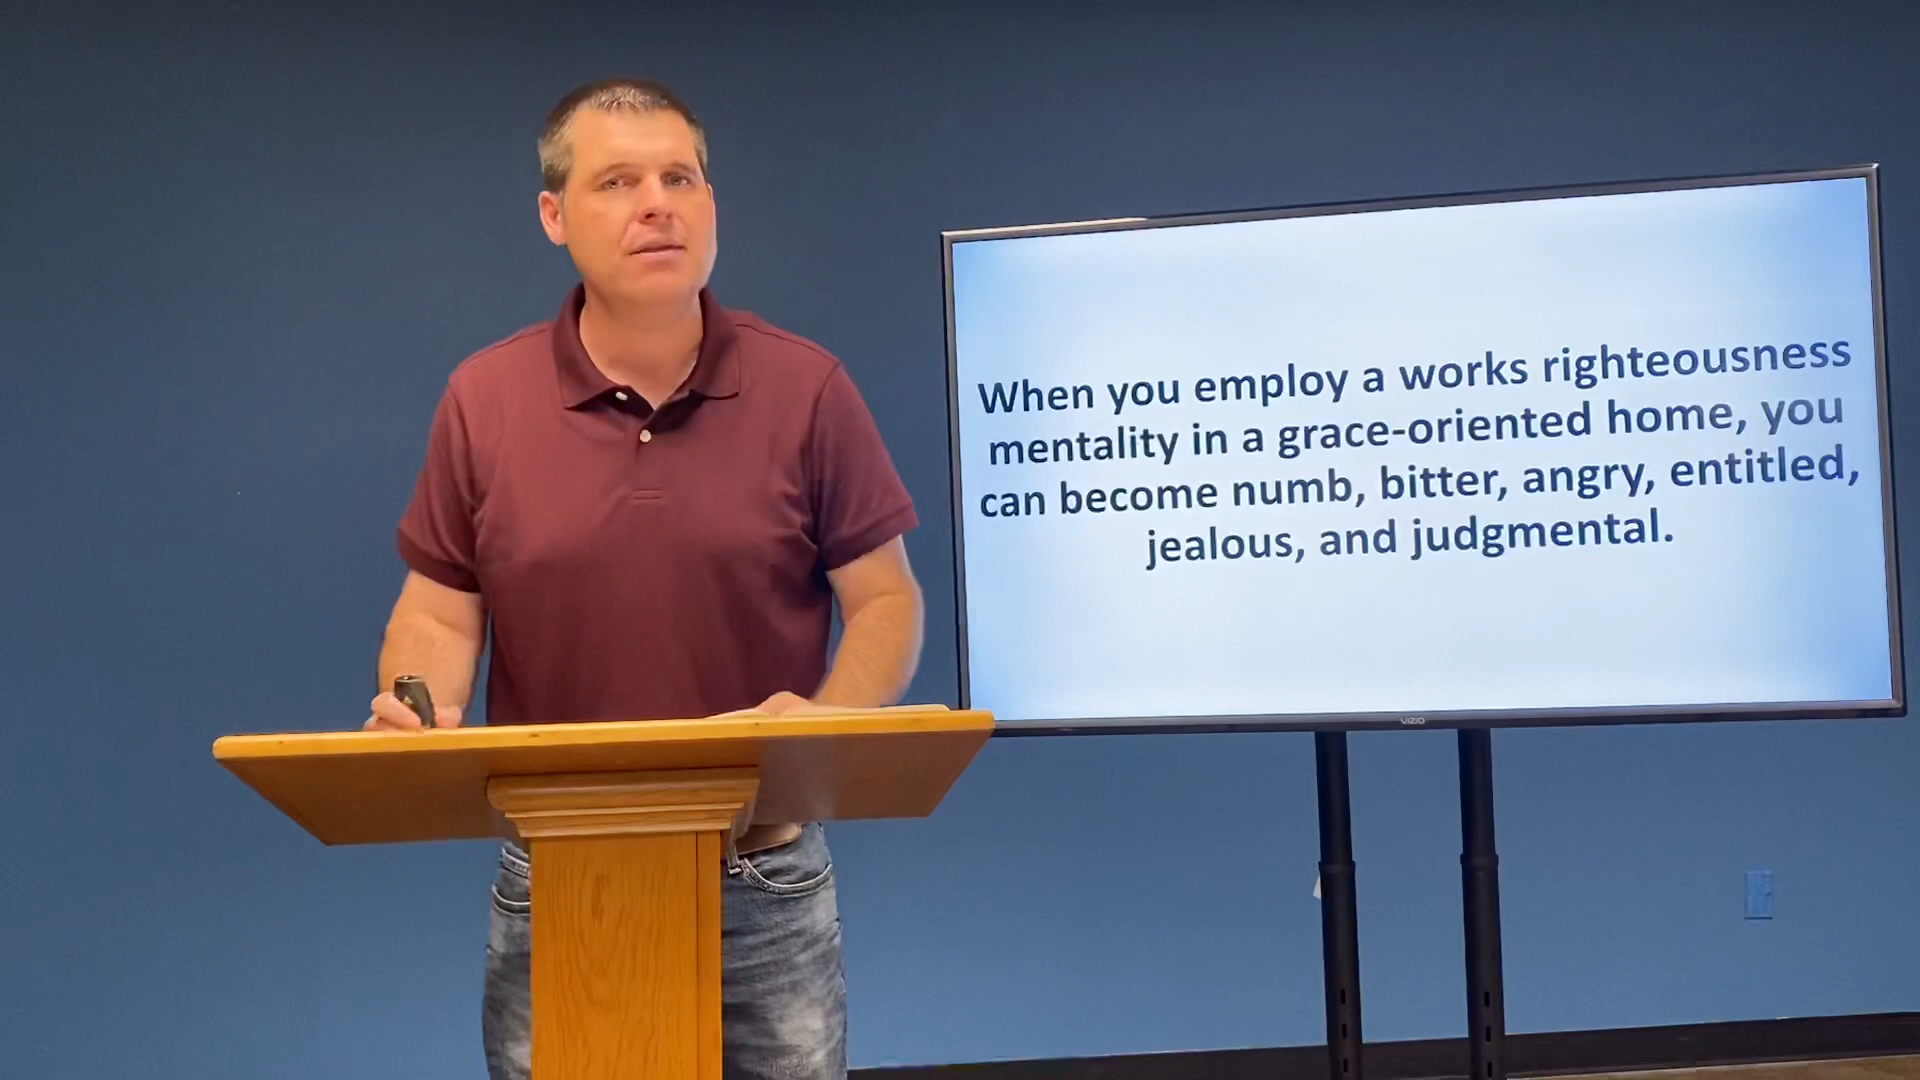 When you employ a works righteousness
mentality in a grace-oriented home, you
can become numb, bitter, angry, entitled,
jealous, and judgmental.
VIZIO